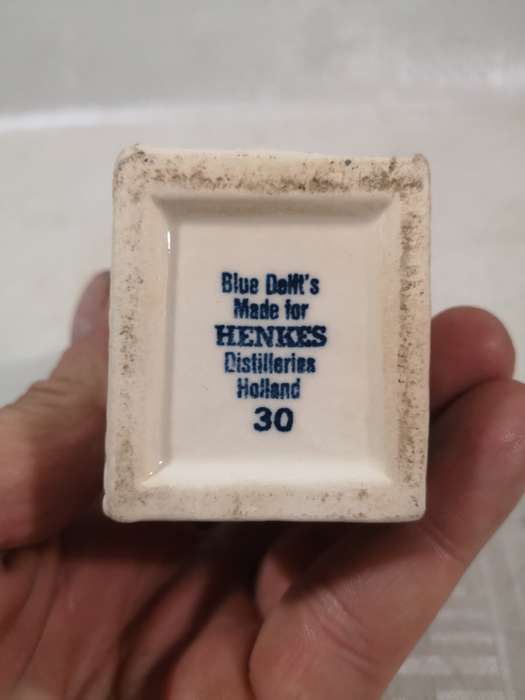 Blue Delft's
Made for
HENKES
Distilleries
Holland
30